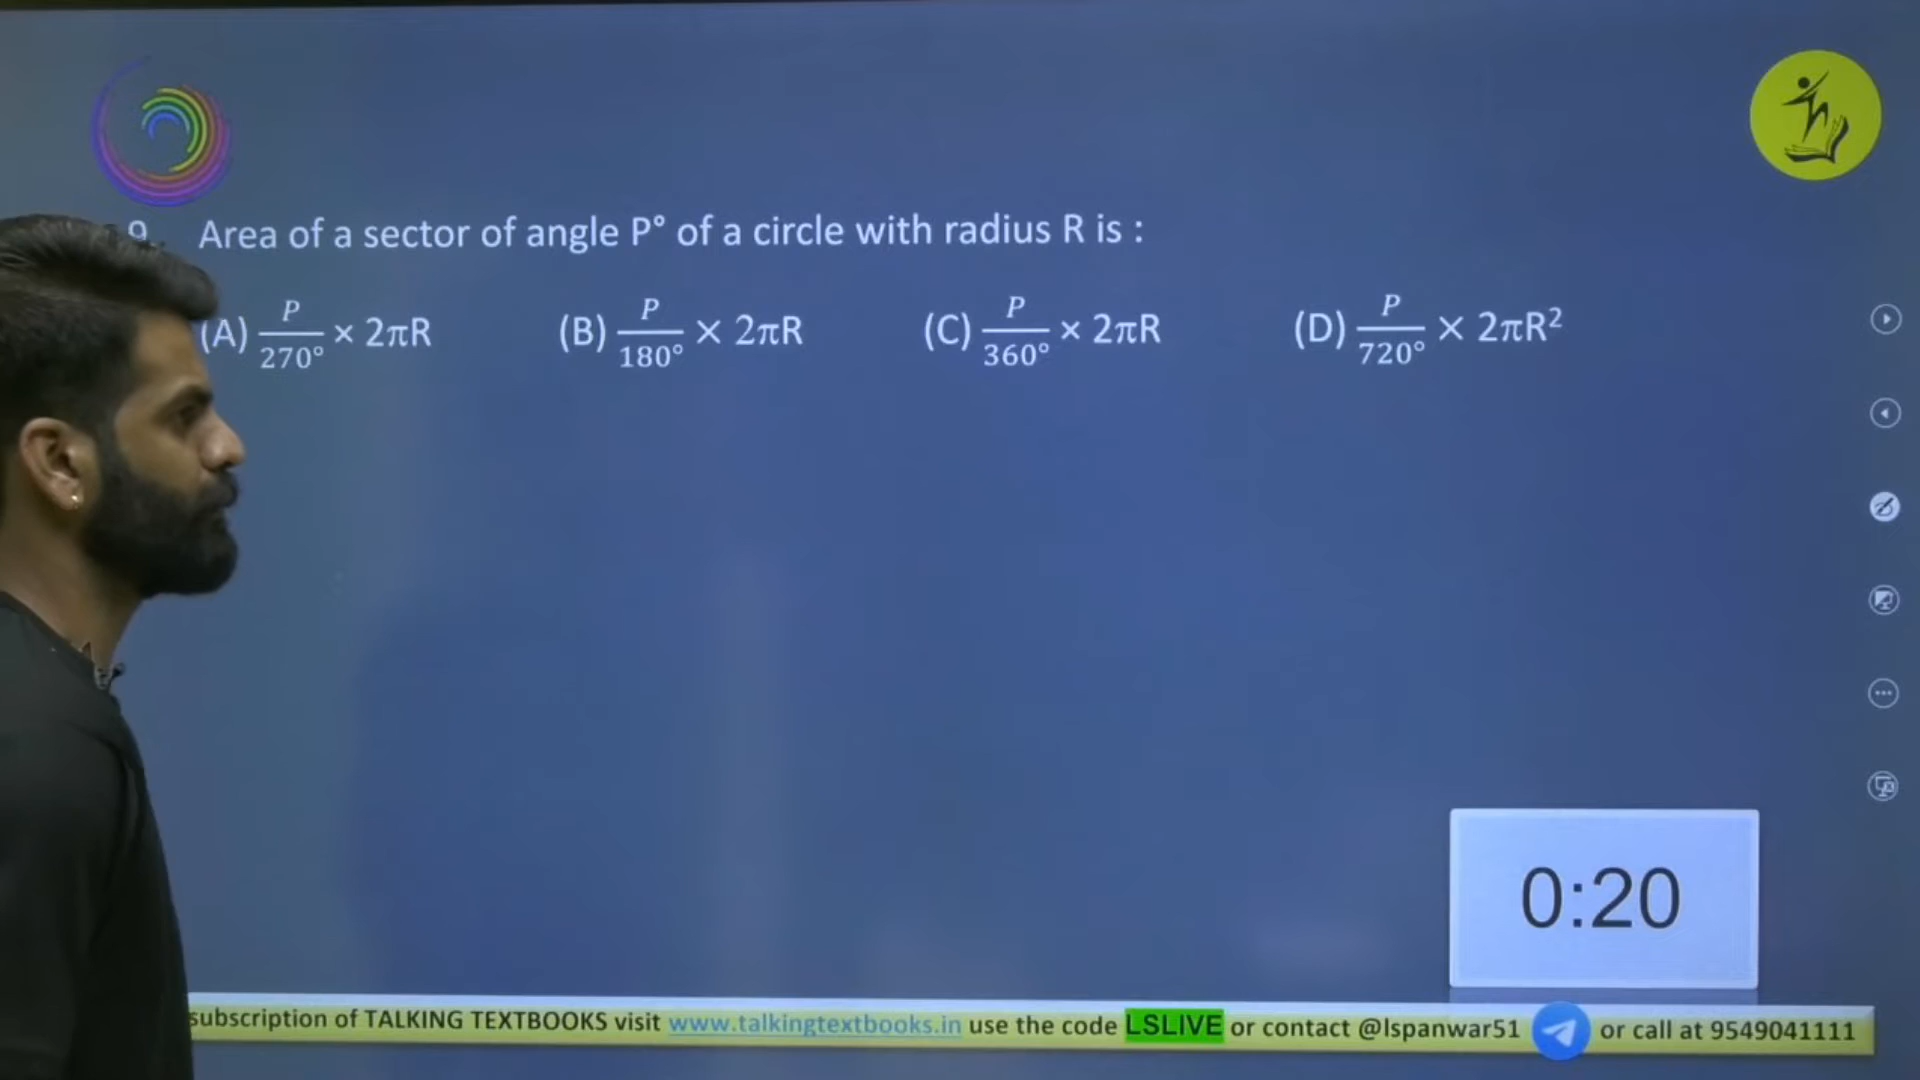 9. Area of a sector of angle P° of a circle with radius R is :
(A) P/270° × 2πR (B) P/180° × 2πR (C) P/360° × 2πR (D) P/720° × 2πR²
0:20
subscription of TALKING TEXTBOOKS visit www.talkingtextbooks.in use the code LSLIVE or contact @lspanwar51 or call at 9549041111